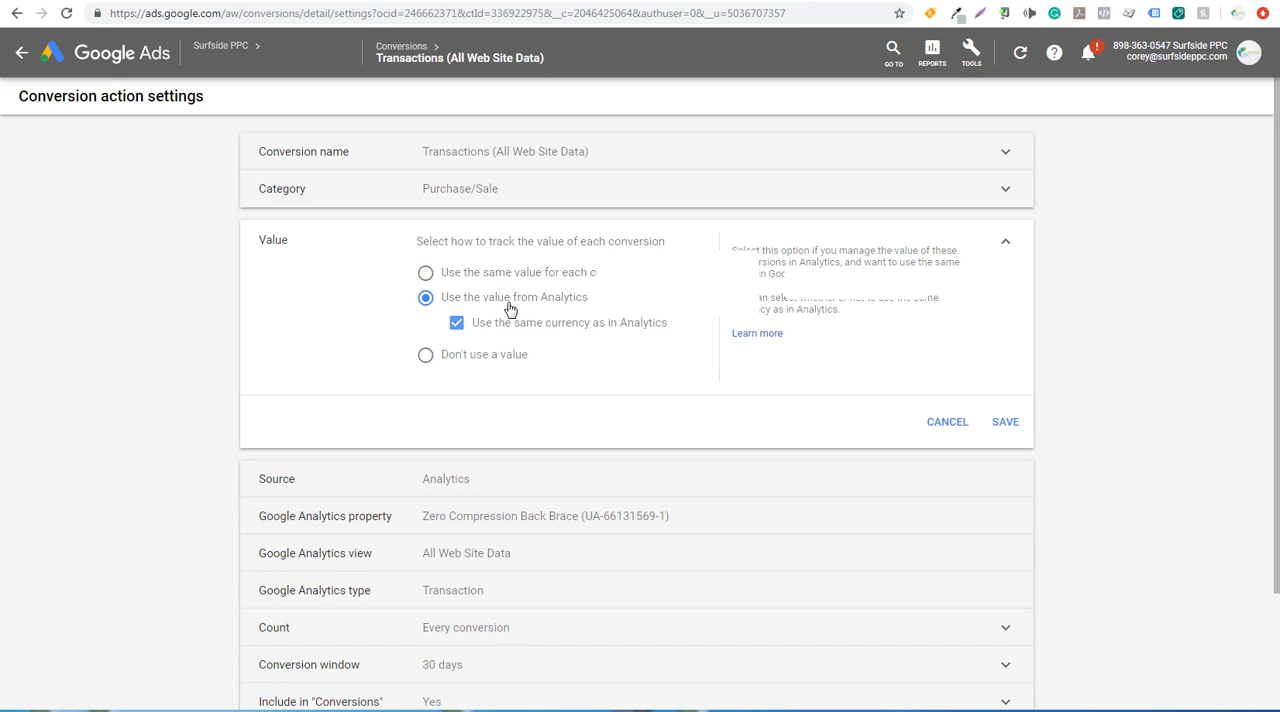 https://ads.google.com/aw/conversions/detail/settings?ocid=246662371&ctId=336922975&__c=2046425064&authuser=0&__u=5036707357
Google Ads
Surfside PPC
Conversions
Transactions (All Web Site Data)
GO TO
REPORTS
TOOLS
!
898-363-0547 Surfside PPC
corey@surfsideppc.com
Conversion action settings
Conversion name Transactions (All Web Site Data)
Category Purchase/Sale
Value
Select how to track the value of each conversion
Use the same value for each c
Use the value from Analytics
Use the same currency as in Analytics
Don't use a value
Select this option if you manage the value of these
rsions in Analytics, and want to use the same
in Goo
an select whether or not to use the same
cy as in Analytics.
Learn more
CANCEL
SAVE
Source Analytics
Google Analytics property Zero Compression Back Brace (UA-66131569-1)
Google Analytics view All Web Site Data
Google Analytics type Transaction
Count Every conversion
Conversion window 30 days
Include in "Conversions" Yes